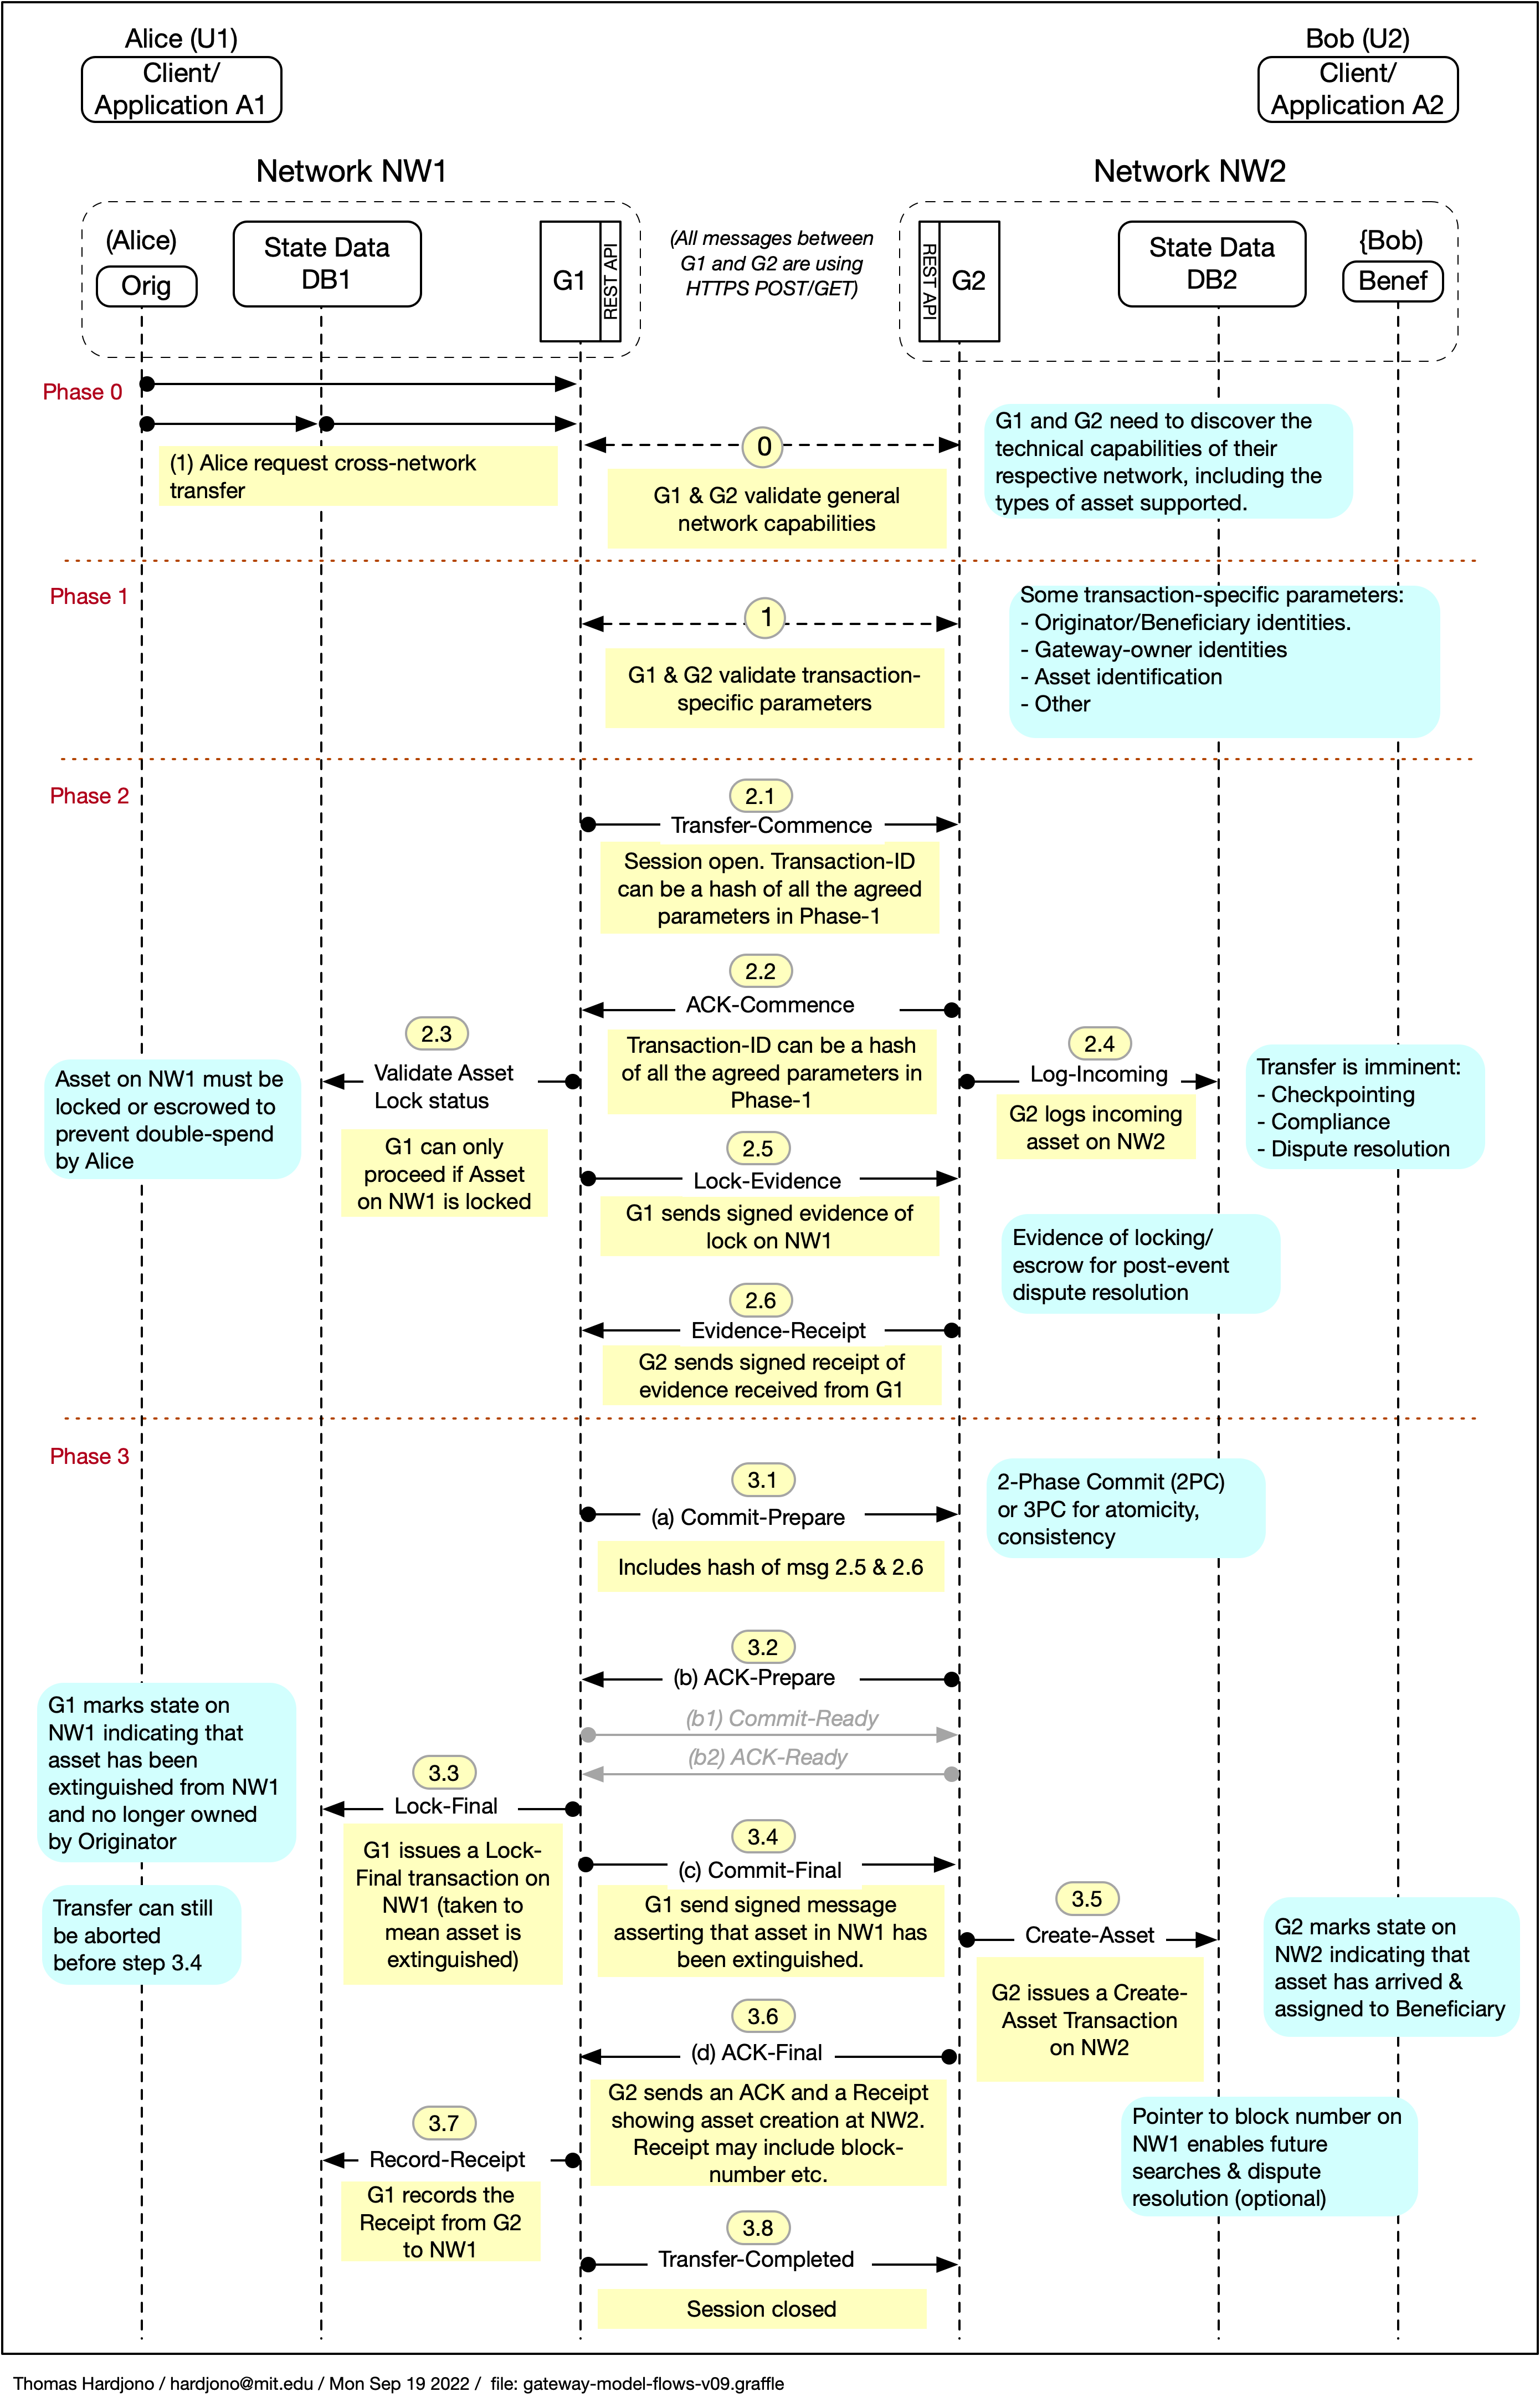 Alice (U1)
Client/
Application A1
Bob (U2)
Client/
Application A2
Network NW1
Network NW2
(Alice)
Orig
State Data
DB1
G1
REST API
(All messages between
G1 and G2 are using
HTTPS POST/GET)
REST API
G2
State Data
DB2
{Bob)
Benef
Phase 0
(1) Alice request cross-network
transfer
0
G1 & G2 validate general
network capabilities
G1 and G2 need to discover the
technical capabilities of their
respective network, including the
types of asset supported.
Phase 1
1
G1 & G2 validate transaction-
specific parameters
Some transaction-specific parameters:
- Originator/Beneficiary identities.
- Gateway-owner identities
- Asset identification
- Other
Phase 2
2.1
Transfer-Commence
Session open. Transaction-ID
can be a hash of all the agreed
parameters in Phase-1
2.2
ACK-Commence
Transaction-ID can be a hash
of all the agreed parameters in
Phase-1
2.3
Validate Asset
Lock status
G1 can only
proceed if Asset
on NW1 is locked
Asset on NW1 must be
locked or escrowed to
prevent double-spend
by Alice
2.4
Log-Incoming
G2 logs incoming
asset on NW2
Transfer is imminent:
- Checkpointing
- Compliance
- Dispute resolution
2.5
Lock-Evidence
G1 sends signed evidence of
lock on NW1
Evidence of locking/
escrow for post-event
dispute resolution
2.6
Evidence-Receipt
G2 sends signed receipt of
evidence received from G1
Phase 3
3.1
(a) Commit-Prepare
Includes hash of msg 2.5 & 2.6
2-Phase Commit (2PC)
or 3PC for atomicity,
consistency
3.2
(b) ACK-Prepare
(b1) Commit-Ready
(b2) ACK-Ready
G1 marks state on
NW1 indicating that
asset has been
extinguished from NW1
and no longer owned
by Originator
3.3
Lock-Final
G1 issues a Lock-
Final transaction on
NW1 (taken to
mean asset is
extinguished)
Transfer can still
be aborted
before step 3.4
3.4
(c) Commit-Final
G1 send signed message
asserting that asset in NW1 has
been extinguished.
3.5
Create-Asset
G2 issues a Create-
Asset Transaction
on NW2
G2 marks state on
NW2 indicating that
asset has arrived &
assigned to Beneficiary
3.6
(d) ACK-Final
G2 sends an ACK and a Receipt
showing asset creation at NW2.
Receipt may include block-
number etc.
3.7
Record-Receipt
G1 records the
Receipt from G2
to NW1
Pointer to block number on
NW1 enables future
searches & dispute
resolution (optional)
3.8
Transfer-Completed
Session closed
Thomas Hardjono / hardjono@mit.edu / Mon Sep 19 2022 / file: gateway-model-flows-v09.graffle